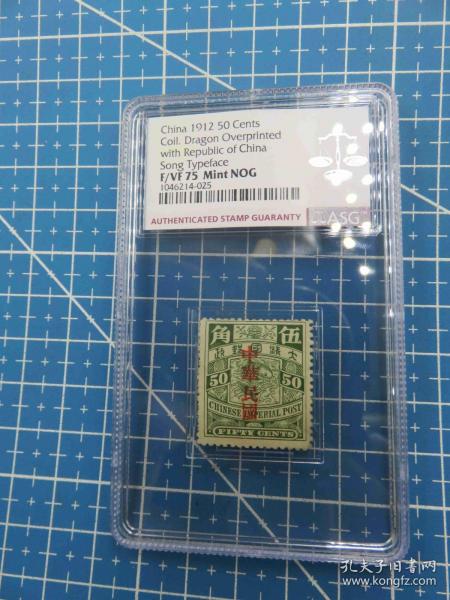 China 1912 50 Cents
Coil. Dragon Overprinted
with Republic of China
Song Typeface
F/VF 75 Mint NOG
1046214-025
AUTHENTICATED STAMP GUARANTY
ASG
角 伍
政郵國清大
中華民國
50 50
CHINESE IMPERIAL POST
FIFTY CENTS
孔夫子旧书网
www.kongfz.com